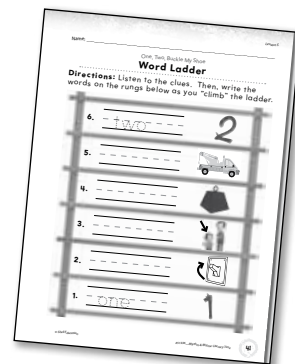 Name:
One, Two, Buckle My Shoe
Word Ladder
Directions: Listen to the clues. Then, write the
words on the rungs below as you "climb" the ladder.
6. two 2
5.
4.
3.
2.
1. one 1
41